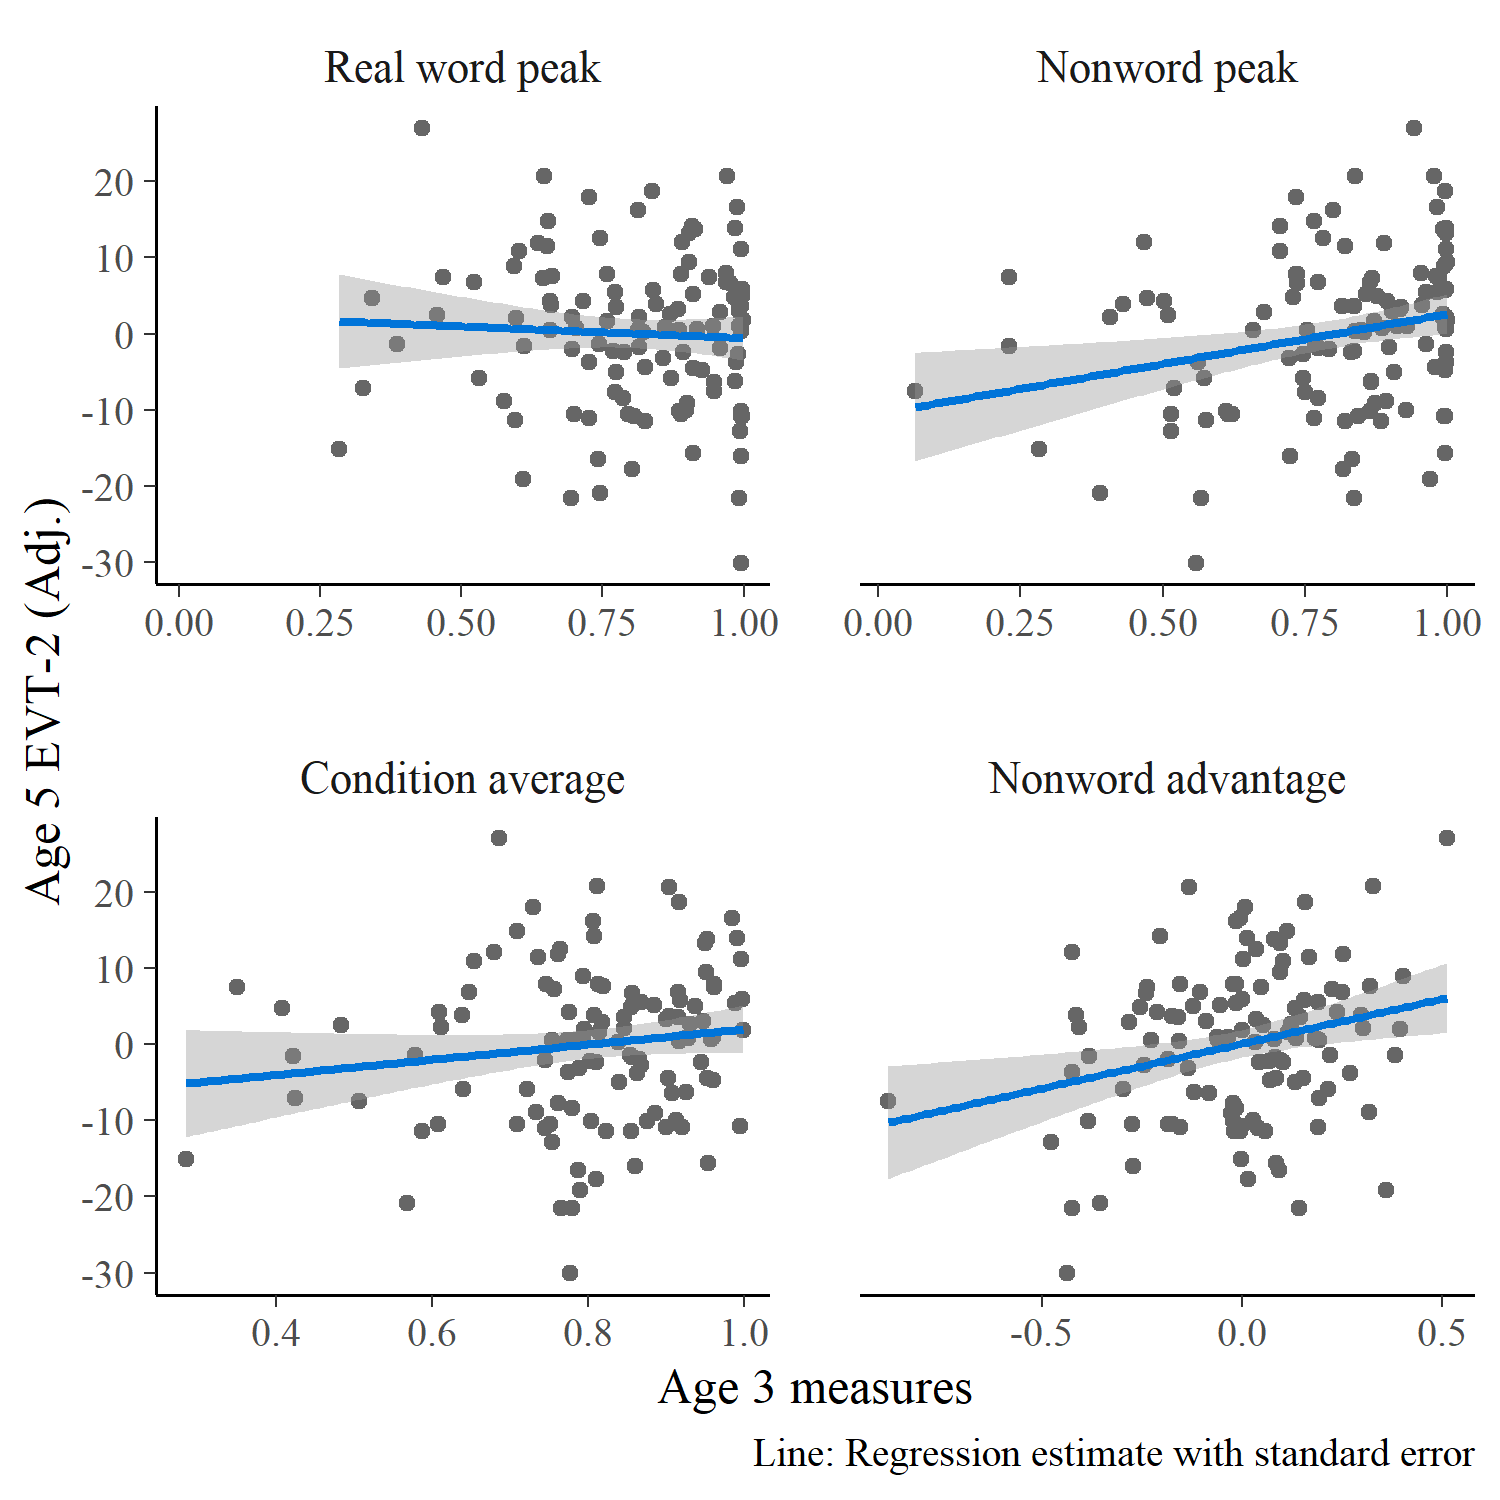 Real word peak
Nonword peak
20
10
0
-10
-20
-30
0.00 0.25 0.50 0.75 1.00
0.00 0.25 0.50 0.75 1.00
Age 5 EVT-2 (Adj.)
Condition average
Nonword advantage
20
10
0
-10
-20
-30
0.4 0.6 0.8 1.0
-0.5 0.0 0.5
Age 3 measures
Line: Regression estimate with standard error